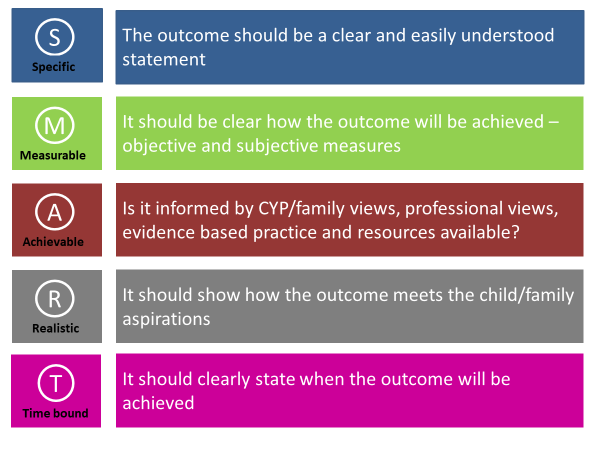 S
Specific
The outcome should be a clear and easily understood
statement
M
Measurable
It should be clear how the outcome will be achieved –
objective and subjective measures
A
Achievable
Is it informed by CYP/family views, professional views,
evidence based practice and resources available?
R
Realistic
It should show how the outcome meets the child/family
aspirations
T
Time bound
It should clearly state when the outcome will be
achieved